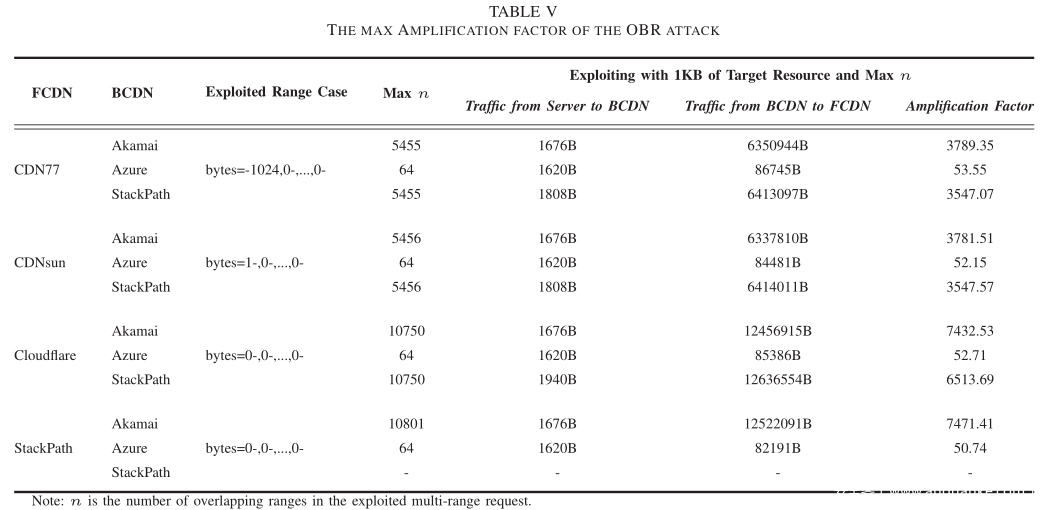 TABLE V
THE MAX AMPLIFICATION FACTOR OF THE OBR ATTACK
FCDN BCDN Exploited Range Case Max n Exploiting with 1KB of Target Resource and Max n
Traffic from Server to BCDN Traffic from BCDN to FCDN Amplification Factor
Akamai 5455 1676B 6350944B 3789.35
CDN77 Azure bytes=-1024,0-,...,0- 64 1620B 86745B 53.55
StackPath 5455 1808B 6413097B 3547.07
Akamai 5456 1676B 6337810B 3781.51
CDNsun Azure bytes=1-,0-,...,0- 64 1620B 84481B 52.15
StackPath 5456 1808B 6414011B 3547.57
Akamai 10750 1676B 12456915B 7432.53
Cloudflare Azure bytes=0-,0-,...,0- 64 1620B 85386B 52.71
StackPath 10750 1940B 12636554B 6513.69
Akamai 10801 1676B 12522091B 7471.41
StackPath Azure bytes=0-,0-,...,0- 64 1620B 82191B 50.74
StackPath - - - -
Note: n is the number of overlapping ranges in the exploited multi-range request.